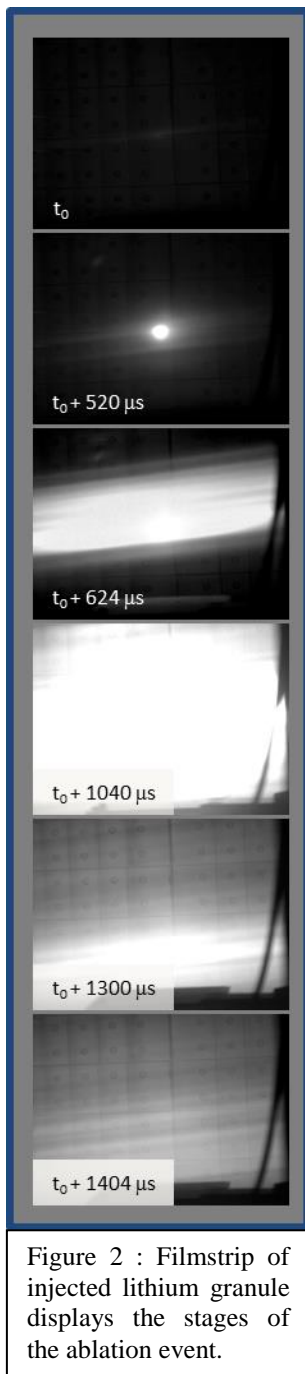 t₀
t₀ + 520 μs
t₀ + 624 μs
t₀ + 1040 μs
t₀ + 1300 μs
t₀ + 1404 μs
Figure 2 : Filmstrip of
injected lithium granule
displays the stages of
the ablation event.